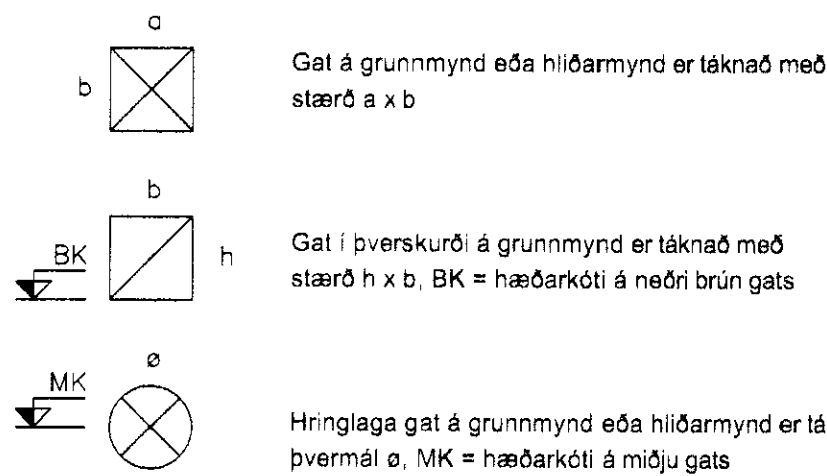 a
b
Gat á grunnmynd eða hliðarmynd er táknað með
stærð a x b
b
BK
h
Gat í þverskurði á grunnmynd er táknað með
stærð h x b, BK = hæðarkóti á neðri brún gats
ø
MK
Hringlaga gat á grunnmynd eða hliðarmynd er tá
þvermál ø, MK = hæðarkóti á miðju gats